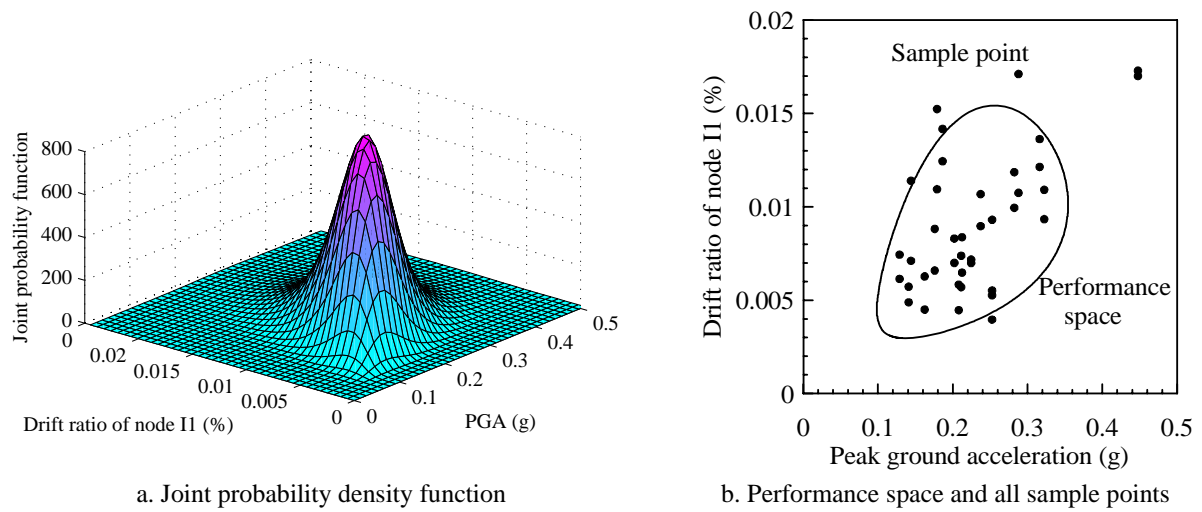 Joint probability function
800
600
400
200
0
0
0.02
0.015
0.01
0.005
0
0
0.1
0.2
0.3
0.4
0.5
Drift ratio of node I1 (%)
PGA (g)
a. Joint probability density function
Drift ratio of node I1 (%)
0.02
0.015
0.01
0.005
0
Sample point
Performance
space
0
0.1
0.2
0.3
0.4
0.5
Peak ground acceleration (g)
b. Performance space and all sample points